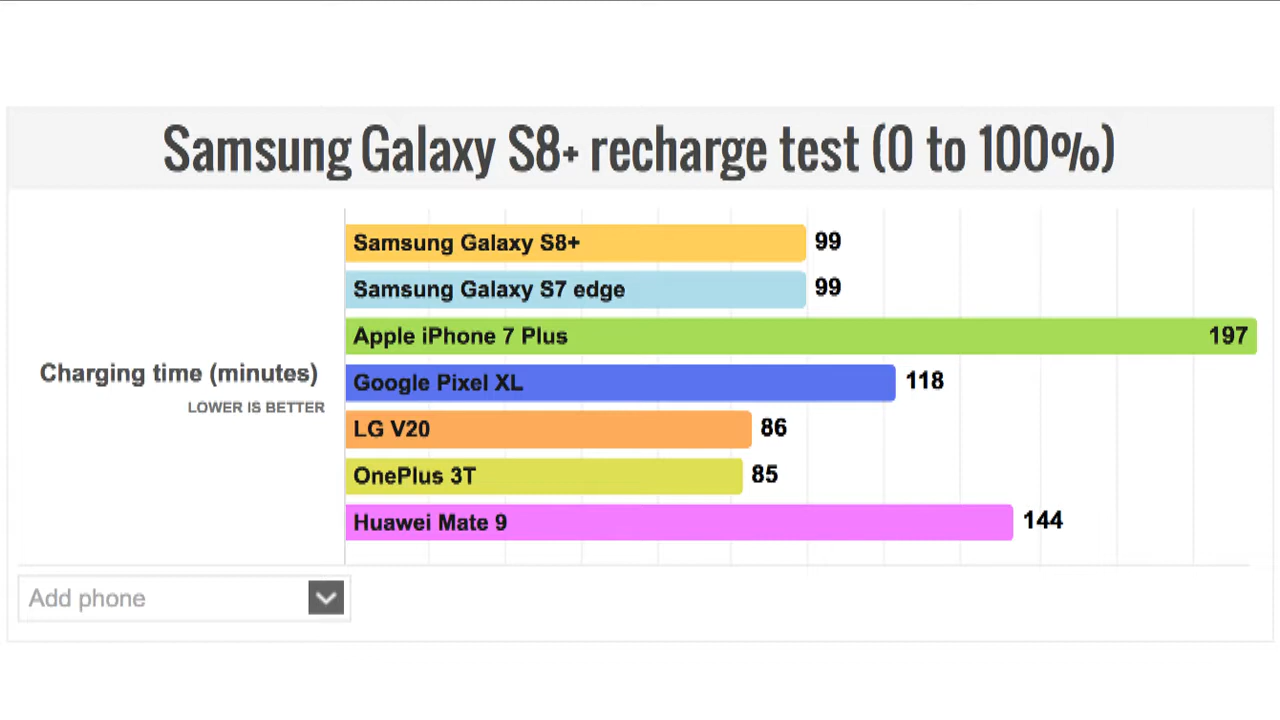 Samsung Galaxy S8+ recharge test (0 to 100%)
Samsung Galaxy S8+ 99
Samsung Galaxy S7 edge 99
Apple iPhone 7 Plus 197
Charging time (minutes)
LOWER IS BETTER
Google Pixel XL 118
LG V20 86
OnePlus 3T 85
Huawei Mate 9 144
Add phone